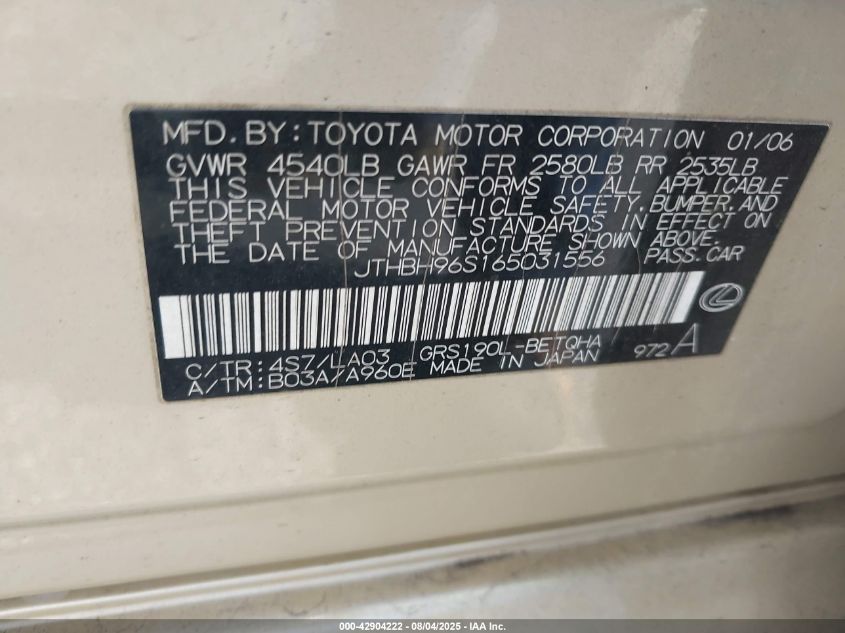 MFD. BY: TOYOTA MOTOR CORPORATION 01/06
GVWR 4540LB GAWR FR 2580LB RR 2535LB
THIS VEHICLE CONFORMS TO ALL APPLICABLE
FEDERAL MOTOR VEHICLE SAFETY, BUMPER, AND
THEFT PREVENTION STANDARDS IN EFFECT ON
THE DATE OF MANUFACTURE SHOWN ABOVE.
JTHBH96S165031556 PASS. CAR
C/TR: 4S7/LA03 GRS190L-BETQHA
A/TM: B03A/A960E MADE IN JAPAN 972-A
000-42904222 - 08/04/2025 - IAA Inc.